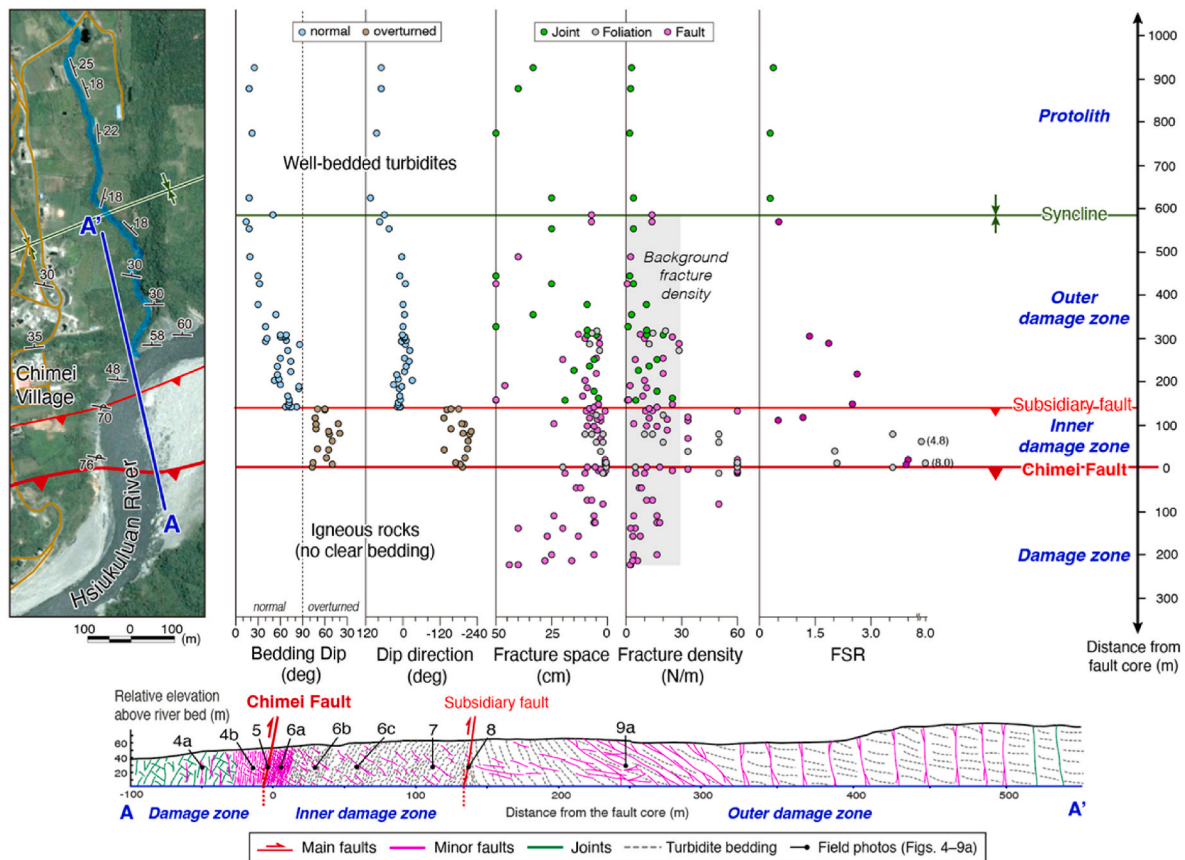 25
18
22
18
A'
18
30
30
30
60
35
58
Chimei
Village
48
70
76
A
Hsiukuluan River
100 0 100
(m)
normal overturned
Joint Foliation Fault
Well-bedded turbidites
Background
fracture
density
Igneous rocks
(no clear bedding)
(4.8)
(8.0)
Protolith
Syncline
Outer
damage zone
Subsidiary fault
Inner
damage zone
Chimei Fault
Damage zone
1000
900
800
700
600
500
400
300
200
100
0
100
200
300
Distance from
fault core (m)
normal overturned
0 30 60 90 60 30
Bedding Dip
(deg)
120 0 -120 -240
Dip direction
(deg)
50 25 0
Fracture space
(cm)
0 30 60
Fracture density
(N/m)
0 1.5 3.0 8.0
FSR
Relative elevation
above river bed (m)
Chimei Fault
Subsidiary fault
60
40
20
4a 4b 5 6a 6b 6c 7 8 9a
-100 0 100 200 300 400 500
Distance from the fault core (m)
A Damage zone Inner damage zone Outer damage zone A'
Main faults Minor faults Joints Turbidite bedding Field photos (Figs. 4–9a)